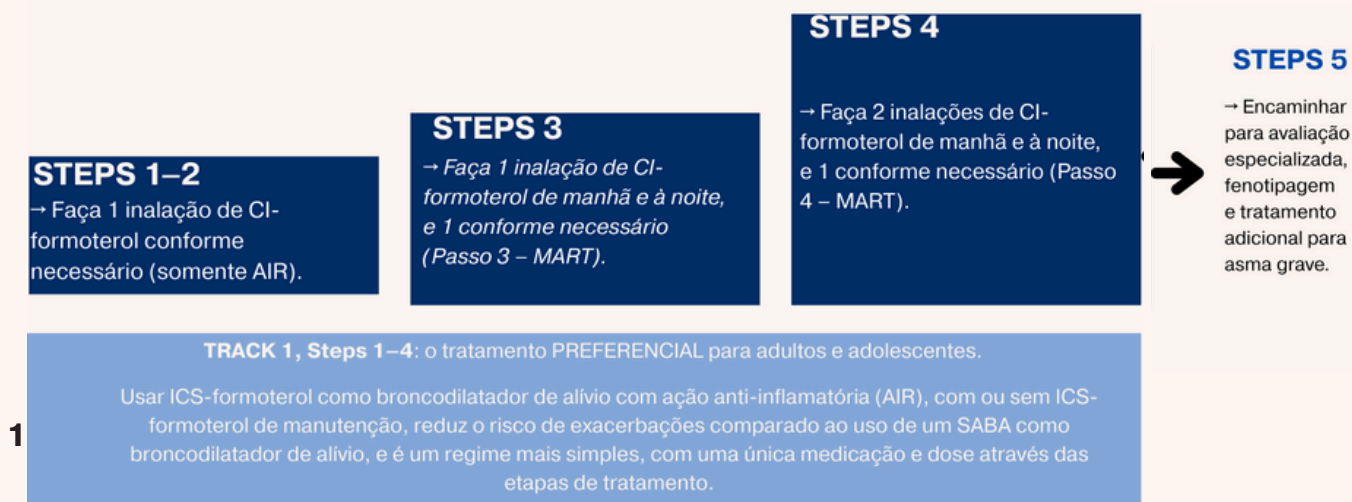 STEPS 1–2
→ Faça 1 inalação de CI-
formoterol conforme
necessário (somente AIR).
STEPS 3
→ Faça 1 inalação de CI-
formoterol de manhã e à noite,
e 1 conforme necessário
(Passo 3 – MART).
STEPS 4
→ Faça 2 inalações de CI-
formoterol de manhã e à noite,
e 1 conforme necessário (Passo
4 – MART).
STEPS 5
→ Encaminhar
para avaliação
especializada,
fenotipagem
e tratamento
adicional para
asma grave.
TRACK 1, Steps 1–4: o tratamento PREFERENCIAL para adultos e adolescentes.
Usar ICS-formoterol como broncodilatador de alívio com ação anti-inflamatória (AIR), com ou sem ICS-
formoterol de manutenção, reduz o risco de exacerbações comparado ao uso de um SABA como
broncodilatador de alívio, e é um regime mais simples, com uma única medicação e dose através das
etapas de tratamento.
1